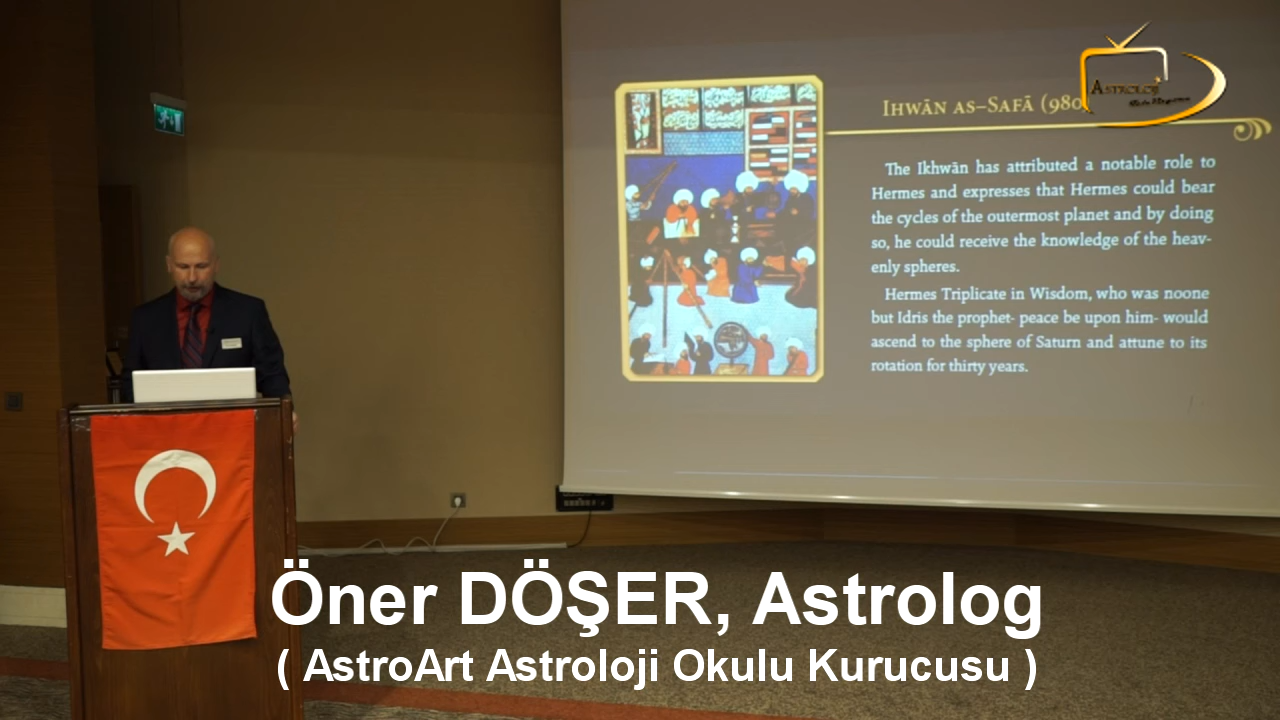 ASTROLOJİ
IHWĀN AS–SAFĀ (980
The Ikhwān has attributed a notable role to
Hermes and expresses that Hermes could bear
the cycles of the outermost planet and by doing
so, he could receive the knowledge of the heav-
enly spheres.
Hermes Triplicate in Wisdom, who was noone
but Idris the prophet- peace be upon him- would
ascend to the sphere of Saturn and attune to its
rotation for thirty years.
Öner DÖŞER, Astrolog
( AstroArt Astroloji Okulu Kurucusu )